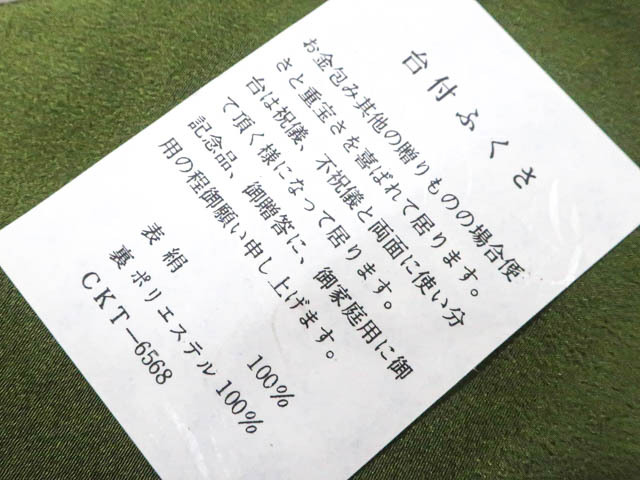 台付ふくさ
お金包み其他の贈りものの場合便
さと重宝さを喜ばれて居ります。
台は祝儀、不祝儀と両面に使い分
て頂く様になって居ります。
記念品、御贈答に、御家庭用に御
用の程御願い申し上げます。
表絹 100%
裏ポリエステル 100%
CKT—6568